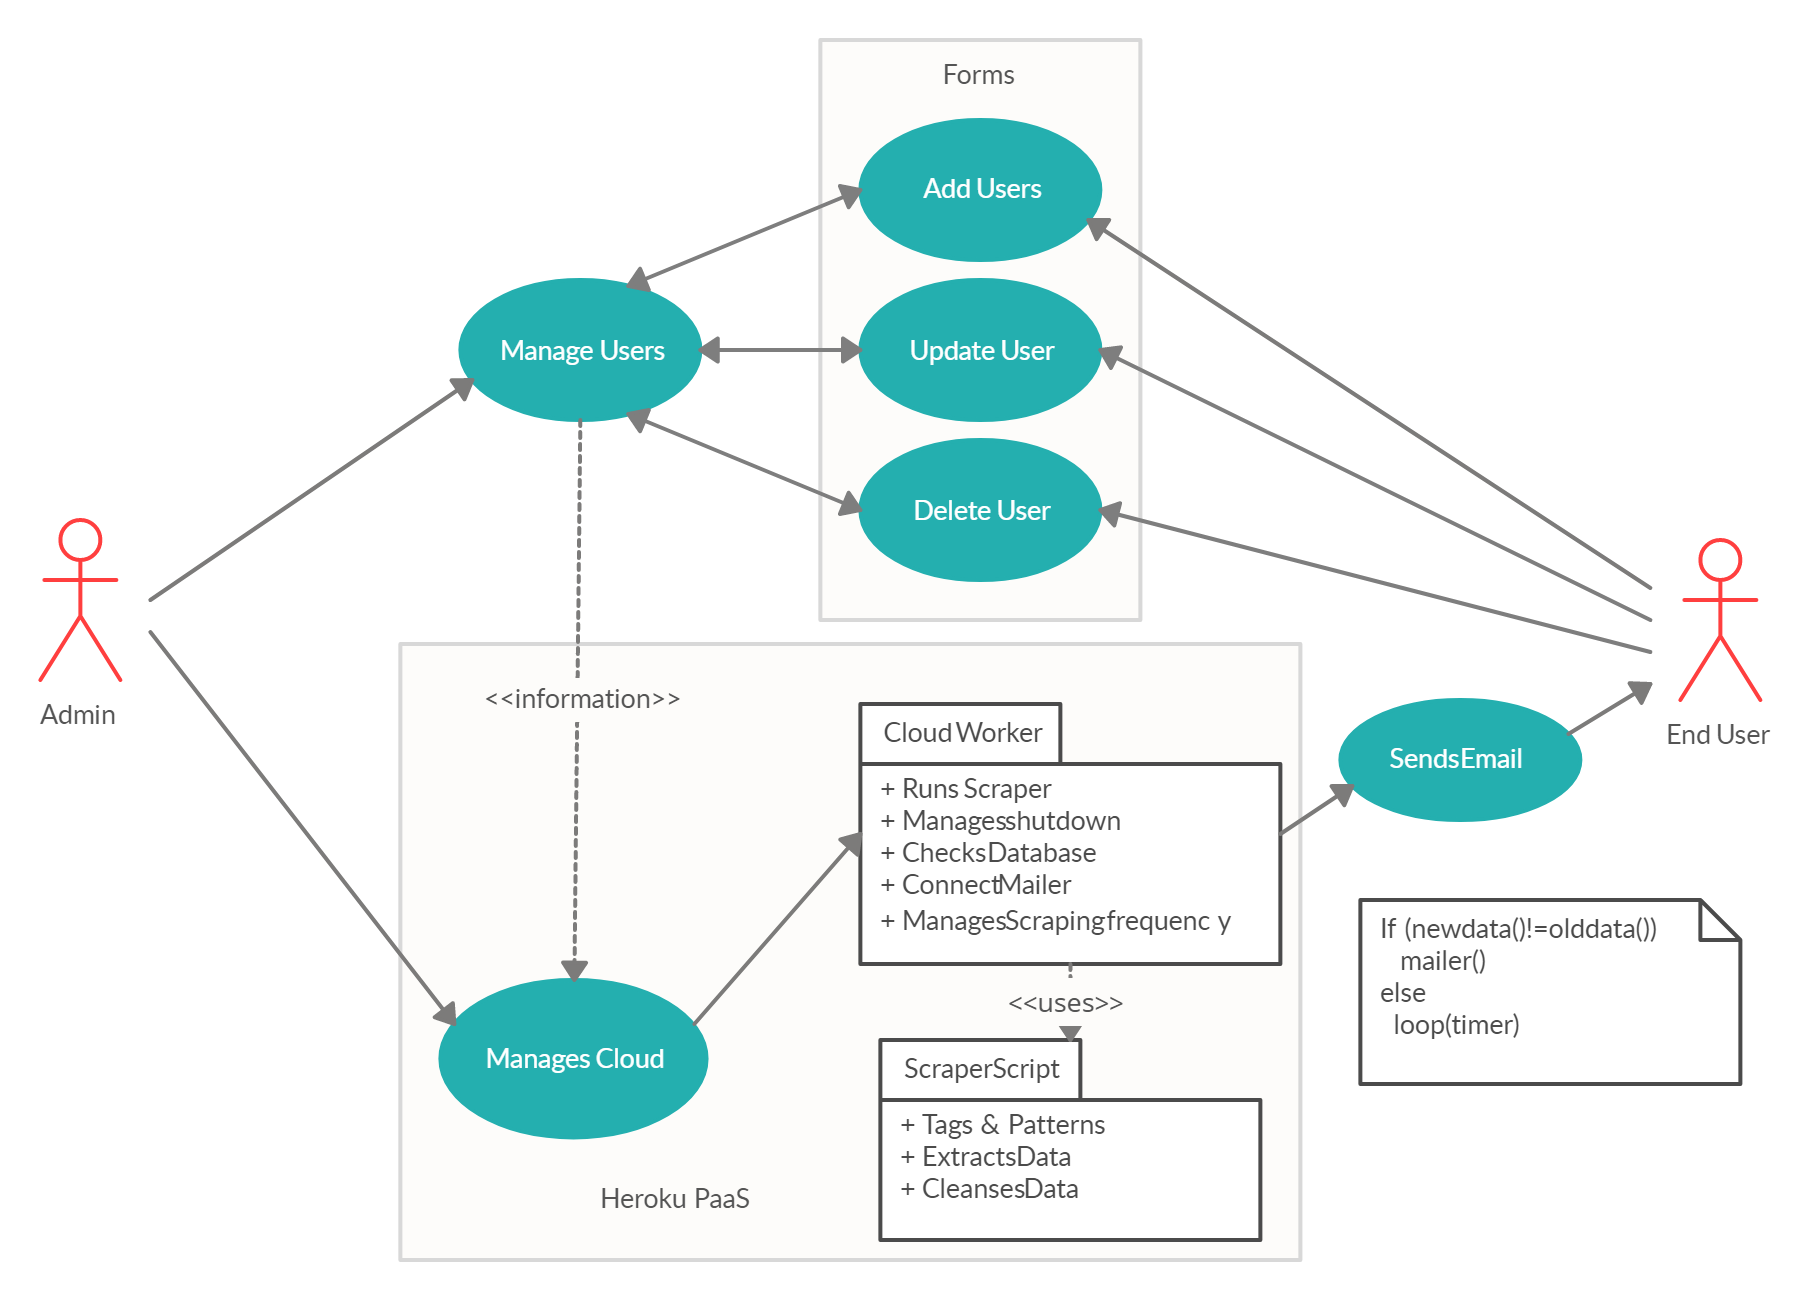 Forms
Add Users
Manage Users
Update User
Delete User
Admin
End User
<<information>>
Cloud Worker
+ Runs Scraper
+ Managesshutdown
+ ChecksDatabase
+ ConnectMailer
+ ManagesScrapingfrequenc y
SendsEmail
If (newdata()!=olddata())
mailer()
else
loop(timer)
<<uses>>
Manages Cloud
ScraperScript
+ Tags & Patterns
+ ExtractsData
+ CleansesData
Heroku PaaS